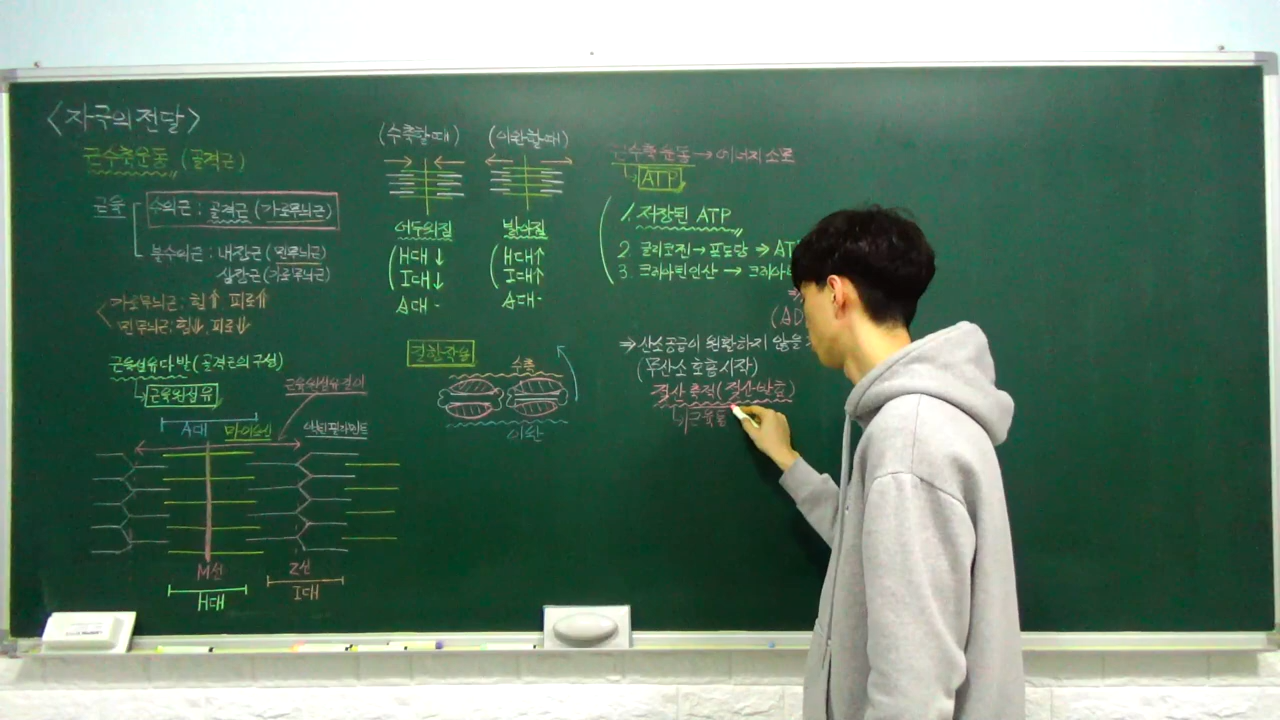 <자극의 전달>
근수축 운동 (골격근)
근육
수의근 : 골격근 (가로무늬근)
불수의근 : 내장근 (민무늬근)
심장근 (가로무늬근)
가로무늬근 : 힘↑ 피로↑
민무늬근 : 힘↓ 피로↓
근육섬유다발 (골격근의 구성)
근육원섬유
근육원섬유 길이
A대
마이오신
액틴필라멘트
M선
Z선
H대
I대
(수축할때)
(이완할때)
어두워짐
밝아짐
H대↓
I대↓
A대-
H대↑
I대↑
A대-
길항작용
수축
이완
근수축 운동 → 에너지 소모
ATP
1. 저장된 ATP
2. 글리코젠 → 포도당 → AT
3. 크레아틴인산 → 크레아
(AD
⇒ 산소공급이 원활하지 않을
(무산소 호흡 시작)
젖산 축적 (젖산발효)
근육통